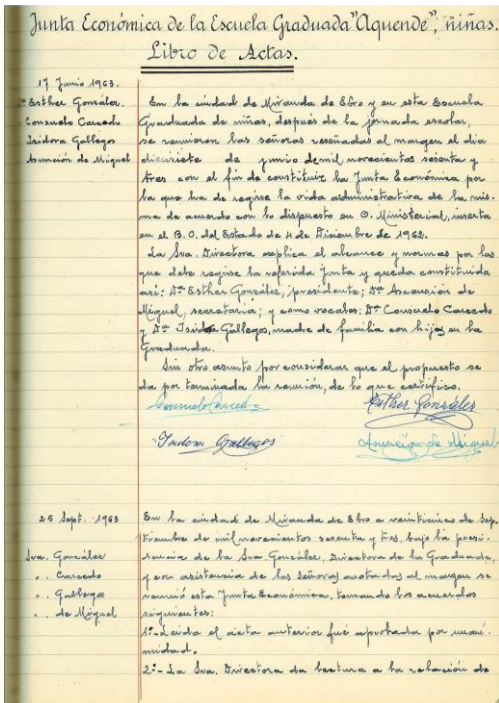 Junta Económica de la Escuela Graduada "Aquende", niñas.
Libro de Actas.
17 Junio 1963.
Dª Esther González.
Consuelo Carcedo
Isidora Gallegos
Asunción de Miguel
En la ciudad de Miranda de Ebro y en esta Escuela
Graduada de niñas, después de la jornada escolar,
se reunieron las señoras reseñadas al margen el dia
diecisiete de junio de mil novecientos sesenta y
tres con el fin de constituir la Junta Económica por
la que ha de regirse la vida administrativa de la mis-
ma de acuerdo con lo dispuesto en O. Ministerial, inserta
en el B.O. del Estado de 4 de Diciembre de 1962.
La Sra. Directora explica el alcance y normas por las
que debe regirse la referida Junta y queda constituida
así: Dª Esther González, presidente; Dª Asunción de
Miguel, secretaria; y como vocales: Dª Consuelo Carcedo
y Dª Isidora Gallegos, madre de familia con hijas en la
Graduada.
Sin otro asunto por considerar que el propuesto se
da por terminada la reunión, de lo que certifico.
Consuelo Carcedo
Esther González
Isidora Gallegos
Asunción de Miguel
25 Sept. 1963
Sra. González
" . Carcedo
" . Gallegos
" . de Miguel
En la ciudad de Miranda de Ebro a veinticinco de Sep-
tiembre de mil novecientos sesenta y tres, bajo la presi-
dencia de la Sra González, Directora de la Graduada,
y con asistencia de las Señoras anotadas al margen se
reunió esta Junta Económica, tomando los acuerdos
siguientes:
1º- Leida el acta anterior fué aprobada por unani-
midad.
2º- La Sra. Directora da lectura a la relación de